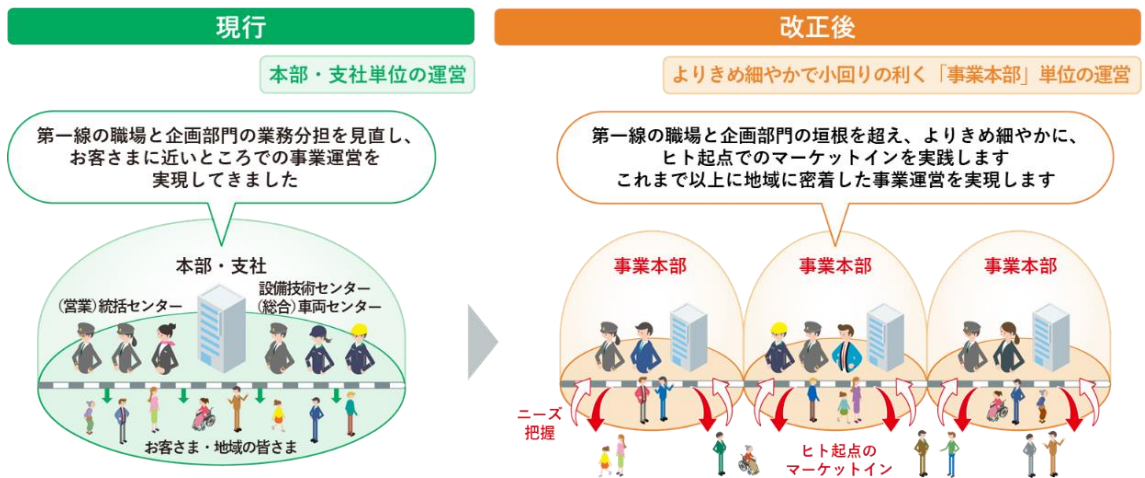 現行
本部・支社単位の運営
第一線の職場と企画部門の業務分担を見直し、
お客さまに近いところでの事業運営を
実現してきました
本部・支社
(営業)統括センター
設備技術センター
(総合)車両センター
お客さま・地域の皆さま
改正後
よりきめ細やかで小回りの利く「事業本部」単位の運営
第一線の職場と企画部門の垣根を超え、よりきめ細やかに、
ヒト起点でのマーケットインを実践します
これまで以上に地域に密着した事業運営を実現します
事業本部
事業本部
事業本部
ニーズ
把握
ヒト起点の
マーケットイン